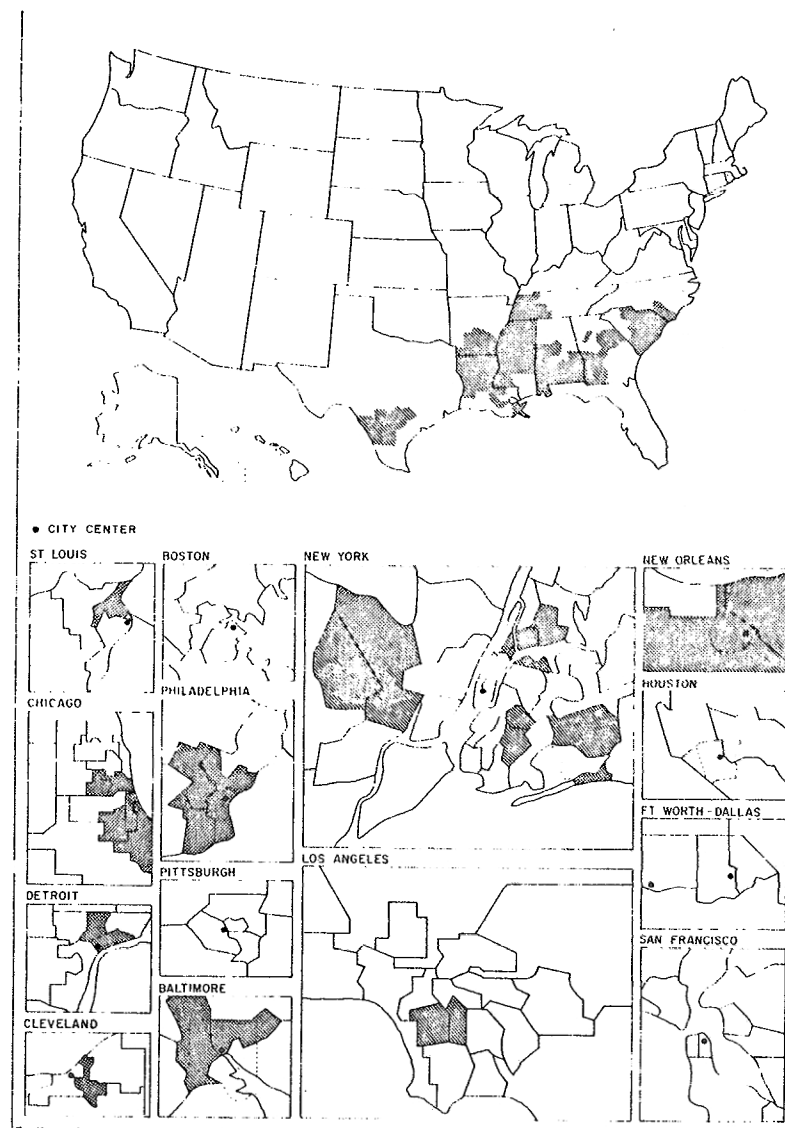 • CITY CENTER
ST LOUIS
BOSTON
NEW YORK
NEW ORLEANS
CHICAGO
PHILADELPHIA
HOUSTON
FT WORTH-DALLAS
DETROIT
PITTSBURGH
LOS ANGELES
SAN FRANCISCO
CLEVELAND
BALTIMORE